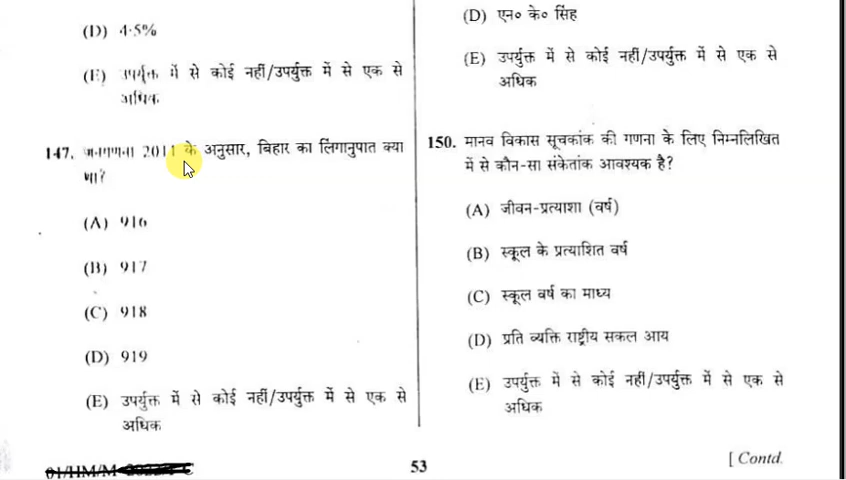 (D) 4·5%
(E) उपर्युक्त में से कोई नहीं/उपर्युक्त में से एक से
अधिक
147. जनगणना 2011 के अनुसार, बिहार का लिंगानुपात क्या
था?
(A) 916
(B) 917
(C) 918
(D) 919
(E) उपर्युक्त में से कोई नहीं/उपर्युक्त में से एक से
अधिक
(D) एन० के० सिंह
(E) उपर्युक्त में से कोई नहीं/उपर्युक्त में से एक से
अधिक
150. मानव विकास सूचकांक की गणना के लिए निम्नलिखित
में से कौन-सा संकेतांक आवश्यक है?
(A) जीवन-प्रत्याशा (वर्ष)
(B) स्कूल के प्रत्याशित वर्ष
(C) स्कूल वर्ष का माध्य
(D) प्रति व्यक्ति राष्ट्रीय सकल आय
(E) उपर्युक्त में से कोई नहीं/उपर्युक्त में से एक से
अधिक
01/HM/M-
53
[ Contd.